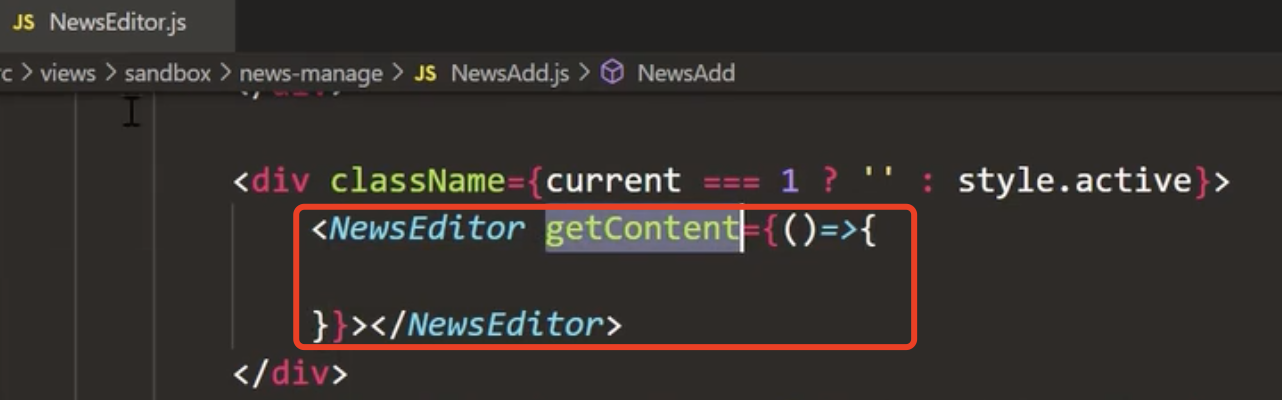 JS NewsEditor.js
rc > views > sandbox > news-manage > JS NewsAdd.js > NewsAdd
</div>
<div className={current === 1 ? '' : style.active}>
<NewsEditor getContent={()=>{
}}></NewsEditor>
</div>